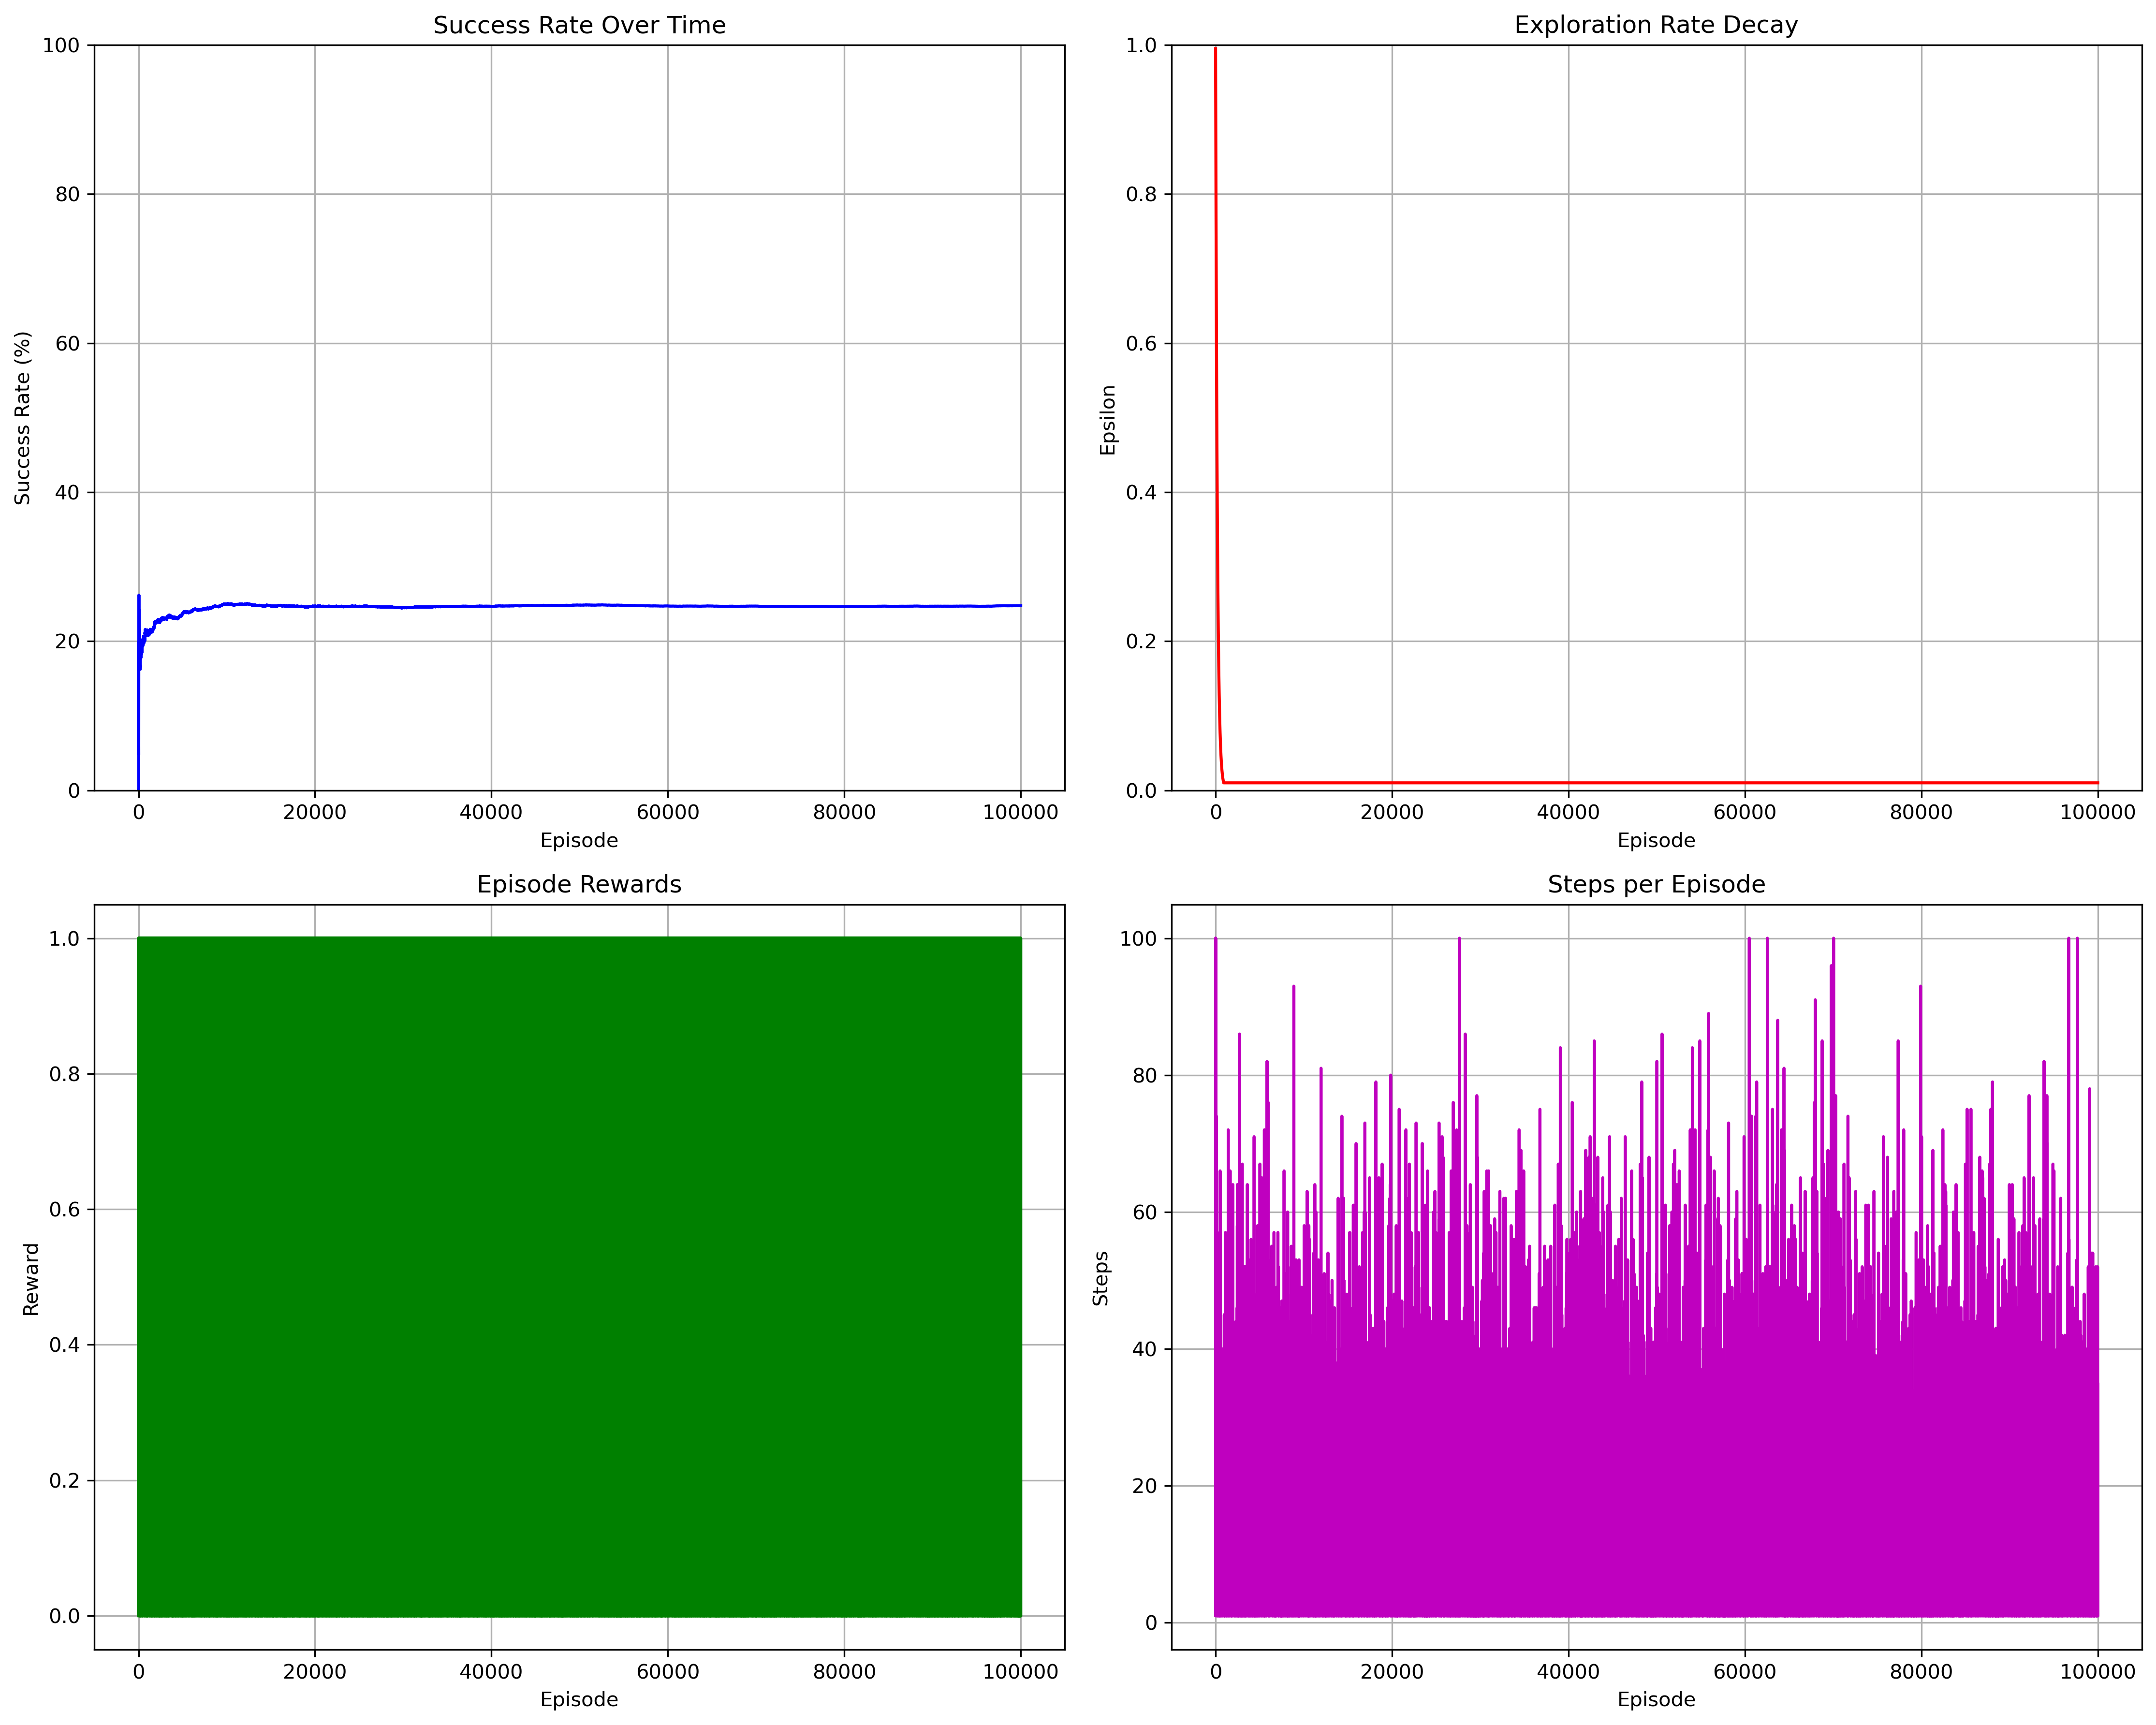 Success Rate Over Time
100
80
60
40
20
0
Success Rate (%)
0 20000 40000 60000 80000 100000
Episode
Exploration Rate Decay
1.0
0.8
0.6
0.4
0.2
0.0
Epsilon
0 20000 40000 60000 80000 100000
Episode
Episode Rewards
1.0
0.8
0.6
0.4
0.2
0.0
Reward
0 20000 40000 60000 80000 100000
Episode
Steps per Episode
100
80
60
40
20
0
Steps
0 20000 40000 60000 80000 100000
Episode